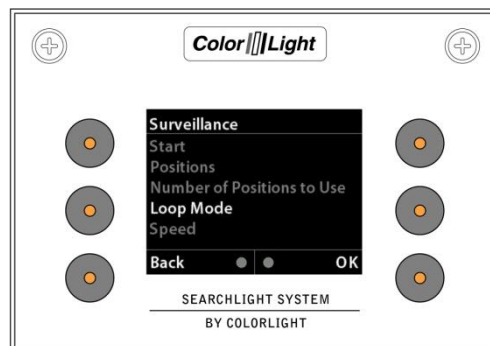 Color Light
Surveillance
Start
Positions
Number of Positions to Use
Loop Mode
Speed
Back OK
SEARCHLIGHT SYSTEM
BY COLORLIGHT